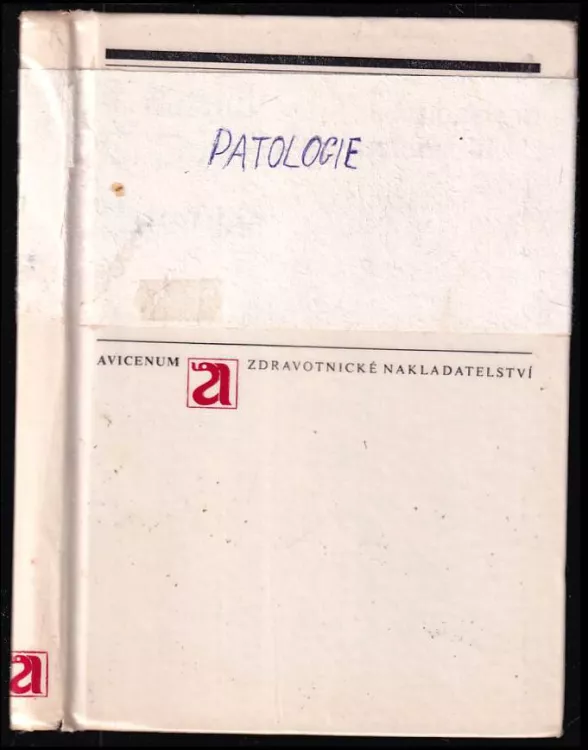 PATOLOGIE
AVICENUM a ZDRAVOTNICKÉ NAKLADATELSTVÍ
a